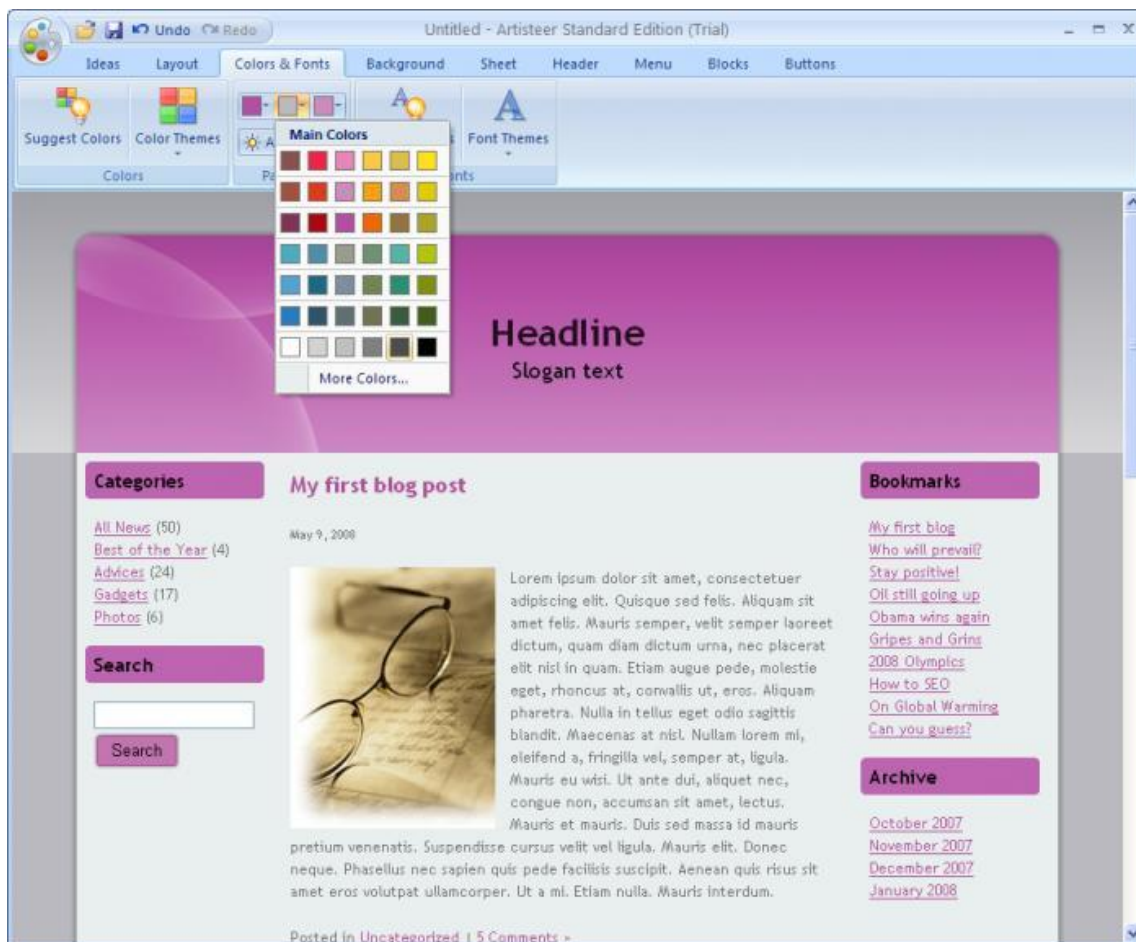 Undo Redo Untitled - Artisteer Standard Edition (Trial)
Ideas Layout Colors & Fonts Background Sheet Header Menu Blocks Buttons
Suggest Colors Color Themes Font Themes
Colors
Main Colors
More Colors...
Headline
Slogan text
Categories
All News (50)
Best of the Year (4)
Advices (24)
Gadgets (17)
Photos (6)
Search
Search
My first blog post
May 9, 2008
Lorem ipsum dolor sit amet, consectetuer
adipiscing elit. Quisque sed felis. Aliquam sit
amet felis. Mauris semper, velit semper laoreet
dictum, quam diam dictum urna, nec placerat
elit nisl in quam. Etiam augue pede, molestie
eget, rhoncus at, convallis ut, eros. Aliquam
pharetra. Nulla in tellus eget odio sagittis
blandit. Maecenas at nisl. Nullam lorem mi,
eleifend a, fringilla vel, semper at, ligula.
Mauris eu wisi. Ut ante dui, aliquet nec,
congue non, accumsan sit amet, lectus.
Mauris et mauris. Duis sed massa id mauris
pretium venenatis. Suspendisse cursus velit vel ligula. Mauris elit. Donec
neque. Phasellus nec sapien quis pede facilisis suscipit. Aenean quis risus sit
amet eros volutpat ullamcorper. Ut a mi. Etiam nulla. Mauris interdum.
Posted in Uncategorized | 5 Comments »
Bookmarks
My first blog
Who will prevail?
Stay positive!
Oil still going up
Obama wins again
Gripes and Grins
2008 Olympics
How to SEO
On Global Warming
Can you guess?
Archive
October 2007
November 2007
December 2007
January 2008